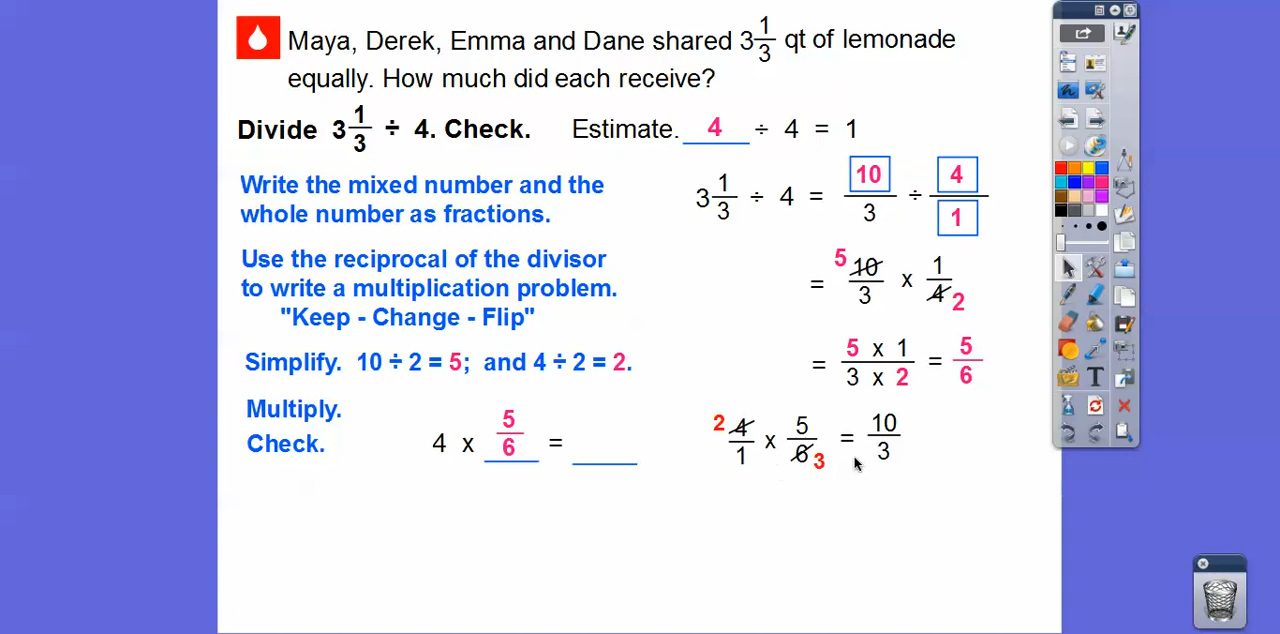 Maya, Derek, Emma and Dane shared 3 1/3 qt of lemonade
equally. How much did each receive?
Divide 3 1/3 ÷ 4. Check. Estimate. 4 ÷ 4 = 1
Write the mixed number and the
whole number as fractions.
3 1/3 ÷ 4 = 10/3 ÷ 4/1
Use the reciprocal of the divisor
to write a multiplication problem.
"Keep - Change - Flip"
= 5 10/3 x 1/4 2
Simplify. 10 ÷ 2 = 5; and 4 ÷ 2 = 2.
= 5 x 1/3 x 2 = 5/6
Multiply.
Check. 4 x 5/6 = ____
2 4/1 x 5/6 3 = 10/3
T